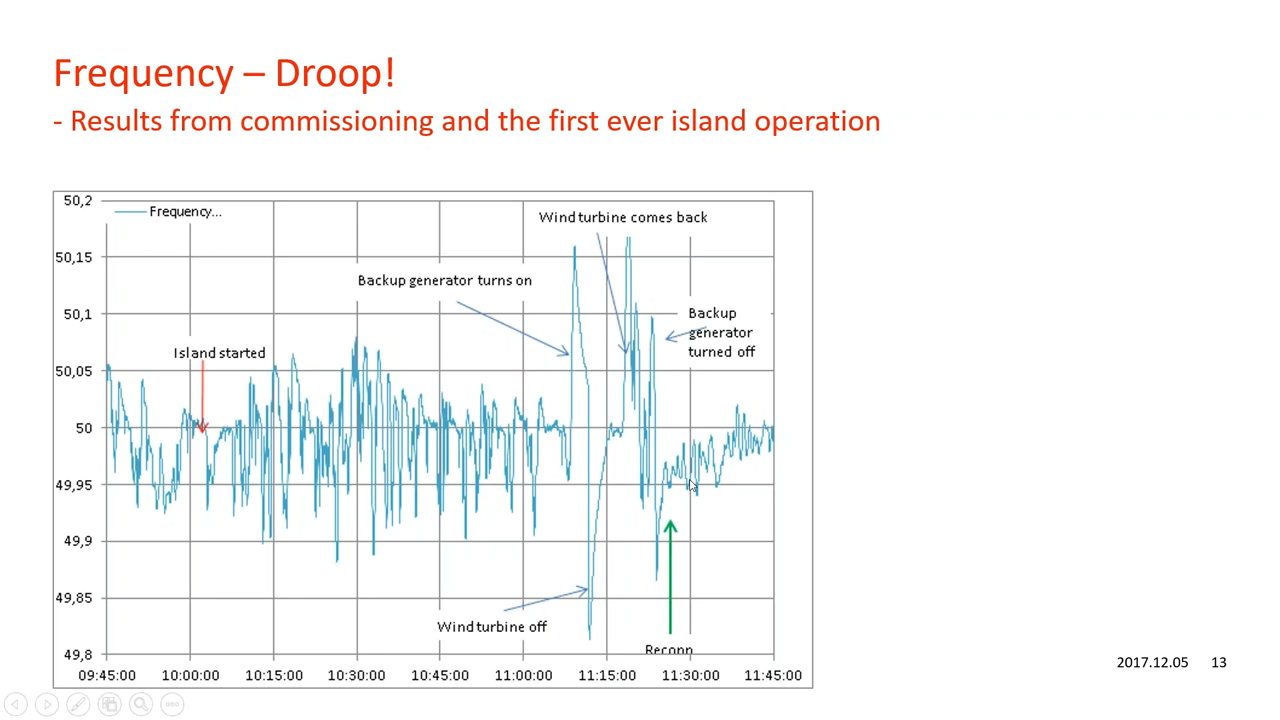 Frequency – Droop!
- Results from commissioning and the first ever island operation
50,2
50,15
50,1
50,05
50
49,95
49,9
49,85
49,8
Frequency...
Wind turbine comes back
Backup generator turns on
Backup
generator
turned off
Island started
Wind turbine off
Reconn
09:45:00 10:00:00 10:15:00 10:30:00 10:45:00 11:00:00 11:15:00 11:30:00 11:45:00
2017.12.05 13